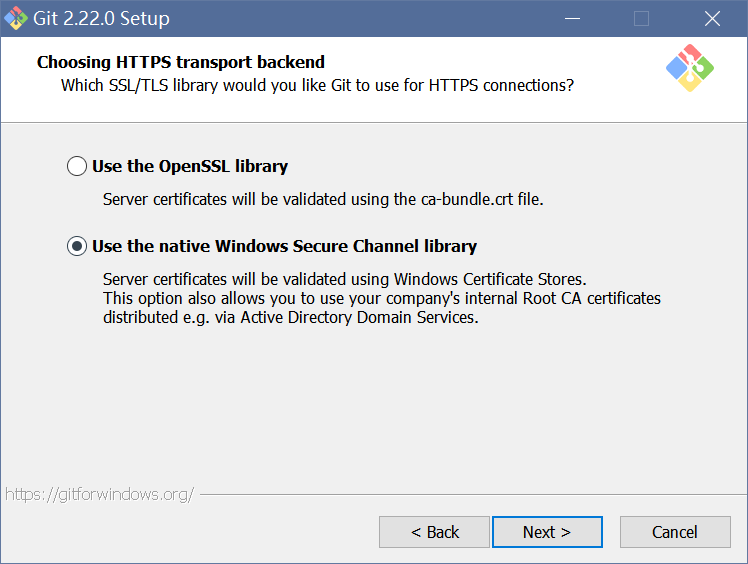 Git 2.22.0 Setup
Choosing HTTPS transport backend
Which SSL/TLS library would you like Git to use for HTTPS connections?
Use the OpenSSL library
Server certificates will be validated using the ca-bundle.crt file.
Use the native Windows Secure Channel library
Server certificates will be validated using Windows Certificate Stores.
This option also allows you to use your company's internal Root CA certificates
distributed e.g. via Active Directory Domain Services.
https://gitforwindows.org/
< Back
Next >
Cancel